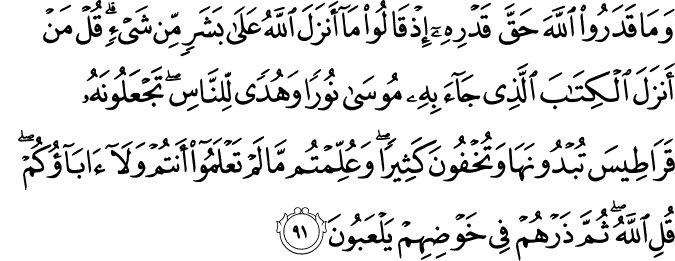 وَمَا قَدَرُوا۟ ٱللَّهَ حَقَّ قَدْرِهِۦٓ إِذْ قَالُوا۟ مَآ أَنزَلَ ٱللَّهُ عَلَىٰ بَشَرٍ مِّن شَىْءٍ ۗ قُلْ مَنْ
أَنزَلَ ٱلْكِتَـٰبَ ٱلَّذِى جَآءَ بِهِۦ مُوسَىٰ نُورًا وَهُدًى لِّلنَّاسِ ۖ تَجْعَلُونَهُۥ
قَرَاطِيسَ تُبْدُونَهَا وَتُخْفُونَ كَثِيرًا ۖ وَعُلِّمْتُم مَّا لَمْ تَعْلَمُوٓا۟ أَنتُمْ وَلَآ ءَابَآؤُكُمْ ۖ
قُلِ ٱللَّهُ ۖ ثُمَّ ذَرْهُمْ فِى خَوْضِهِمْ يَلْعَبُونَ ٩١